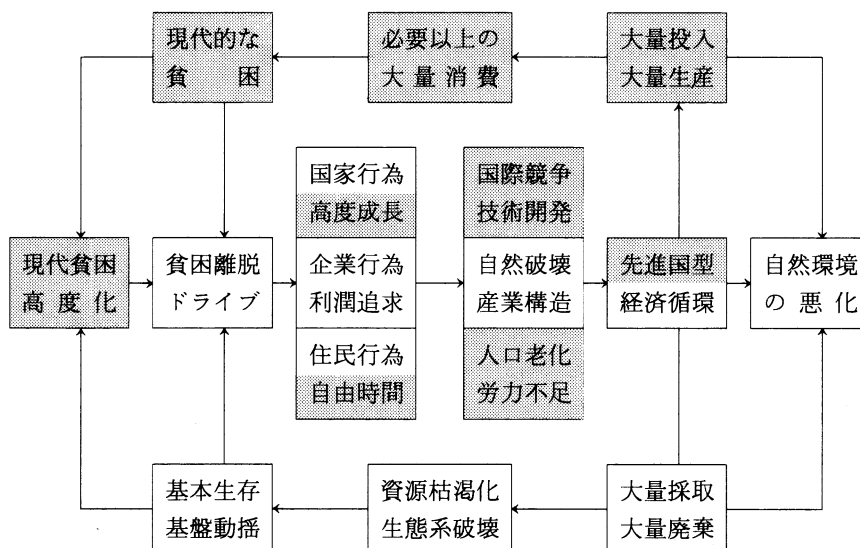 現代的な
貧困
必要以上の
大量消費
大量投入
大量生産
国家行為
高度成長
国際競争
技術開発
現代貧困
高度化
貧困離脱
ドライブ
企業行為
利潤追求
自然破壊
産業構造
先進国型
経済循環
自然環境
の悪化
住民行為
自由時間
人口老化
労力不足
基本生存
基盤動揺
資源枯渇化
生態系破壊
大量採取
大量廃棄